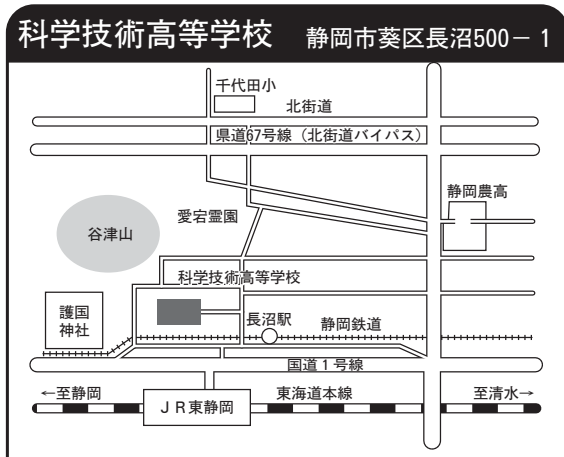 科学技術高等学校 静岡市葵区長沼500－1
千代田小
北街道
県道67号線（北街道バイパス）
静岡農高
愛宕霊園
谷津山
科学技術高等学校
護国
神社
長沼駅
静岡鉄道
国道1号線
←至静岡
JR東静岡
東海道本線
至清水→